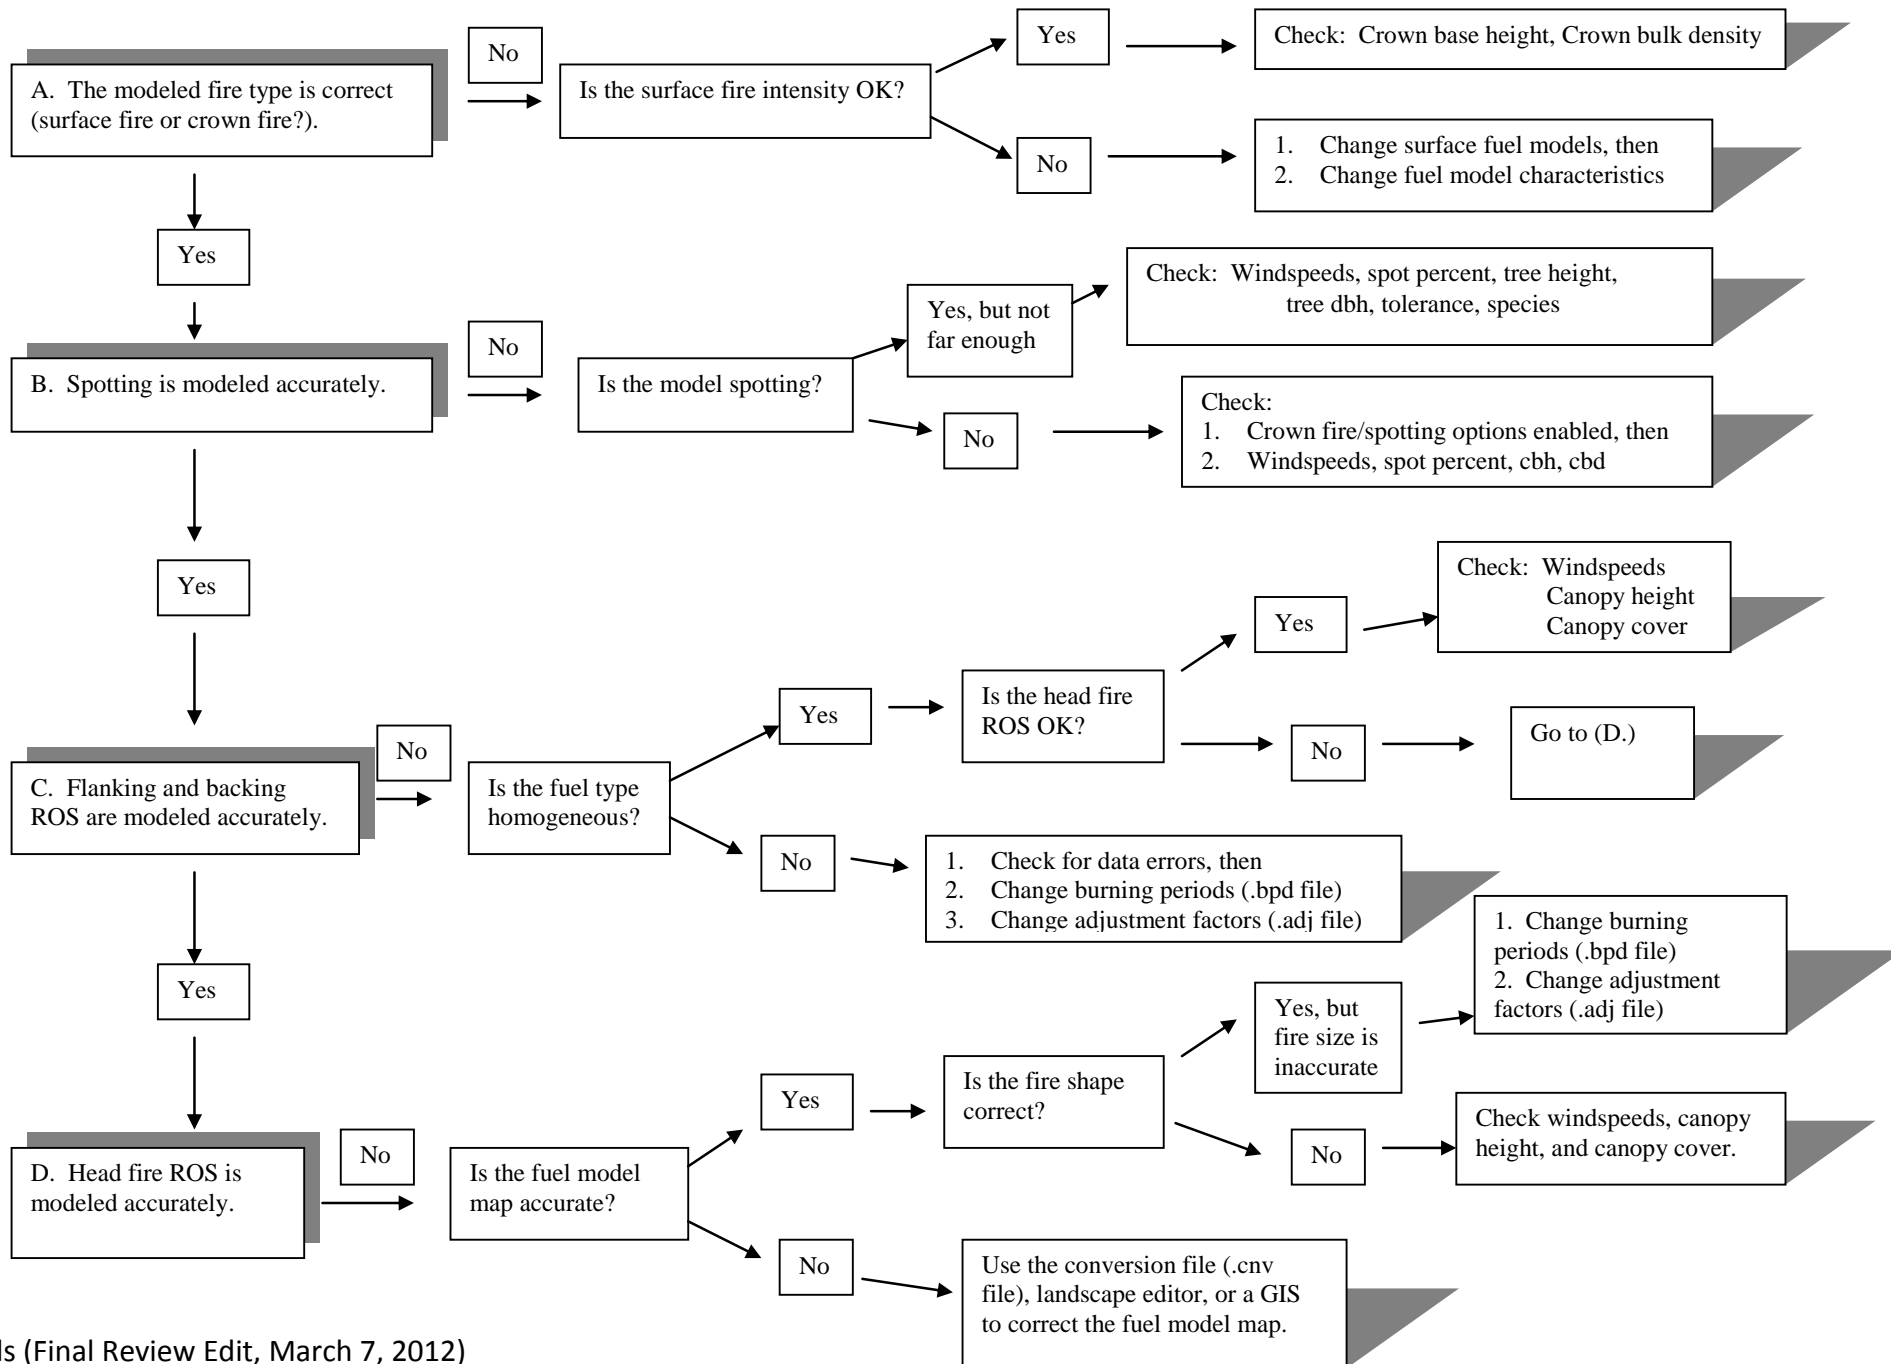 No
Yes
Check:  Crown base height, Crown bulk density
A.  The modeled fire type is correct
(surface fire or crown fire?).
Is the surface fire intensity OK?
No
1.    Change surface fuel models, then
2.    Change fuel model characteristics
Yes
Check:  Windspeeds, spot percent, tree height,
tree dbh, tolerance, species
Yes, but not
far enough
No
B.  Spotting is modeled accurately.
Is the model spotting?
Check:
1.    Crown fire/spotting options enabled, then
2.    Windspeeds, spot percent, cbh, cbd
No
Yes
Check:  Windspeeds
Canopy height
Canopy cover
Yes
Is the head fire
ROS OK?
Yes
No
Go to (D.)
No
C.  Flanking and backing
ROS are modeled accurately.
Is the fuel type
homogeneous?
No
1.    Check for data errors, then
2.    Change burning periods (.bpd file)
3.    Change adjustment factors (.adj file)
1.  Change burning
periods (.bpd file)
2.  Change adjustment
factors (.adj file)
Yes
Yes, but
fire size is
inaccurate
Yes
Is the fire shape
correct?
No
Check windspeeds, canopy
height, and canopy cover.
No
D.  Head fire ROS is
modeled accurately.
Is the fuel model
map accurate?
No
Use the conversion file (.cnv
file), landscape editor, or a GIS
to correct the fuel model map.
ls (Final Review Edit, March 7, 2012)